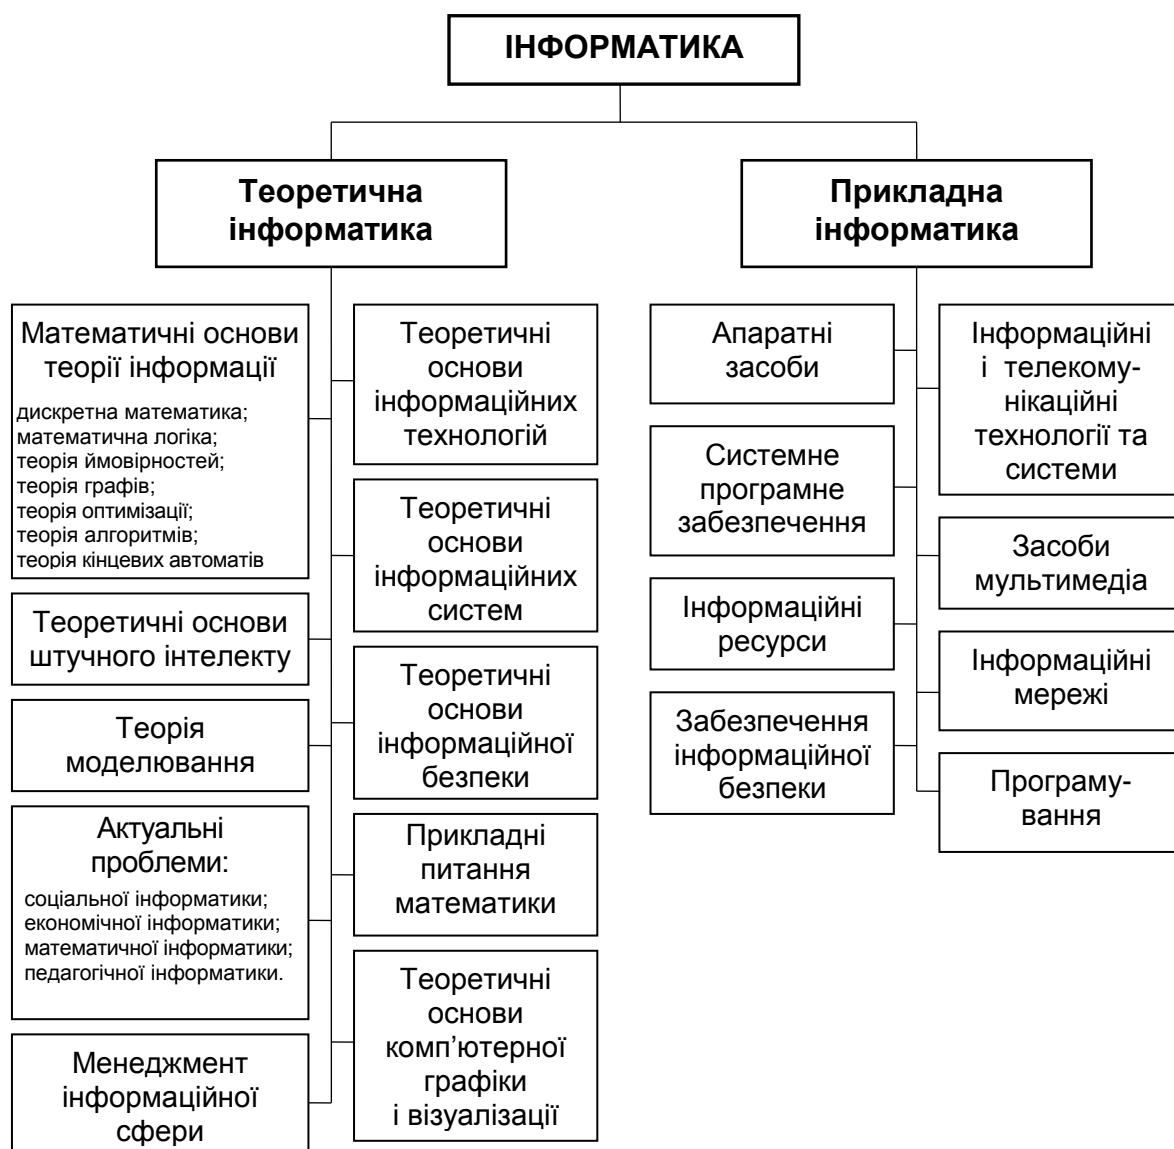 ІНФОРМАТИКА
Теоретична
інформатика
Прикладна
інформатика
Математичні основи
теорії інформації
дискретна математика;
математична логіка;
теорія ймовірностей;
теорія графів;
теорія оптимізації;
теорія алгоритмів;
теорія кінцевих автоматів
Теоретичні основи
штучного інтелекту
Теорія
моделювання
Актуальні
проблеми:
соціальної інформатики;
економічної інформатики;
математичної інформатики;
педагогічної інформатики.
Менеджмент
інформаційної
сфери
Теоретичні
основи
інформаційних
технологій
Теоретичні
основи
інформаційних
систем
Теоретичні
основи
інформаційної
безпеки
Прикладні
питання
математики
Теоретичні
основи
комп’ютерної
графіки
і візуалізації
Апаратні
засоби
Системне
програмне
забезпечення
Інформаційні
ресурси
Забезпечення
інформаційної
безпеки
Інформаційні
і телекому-
нікаційні
технології та
системи
Засоби
мультимедіа
Інформаційні
мережі
Програму-
вання